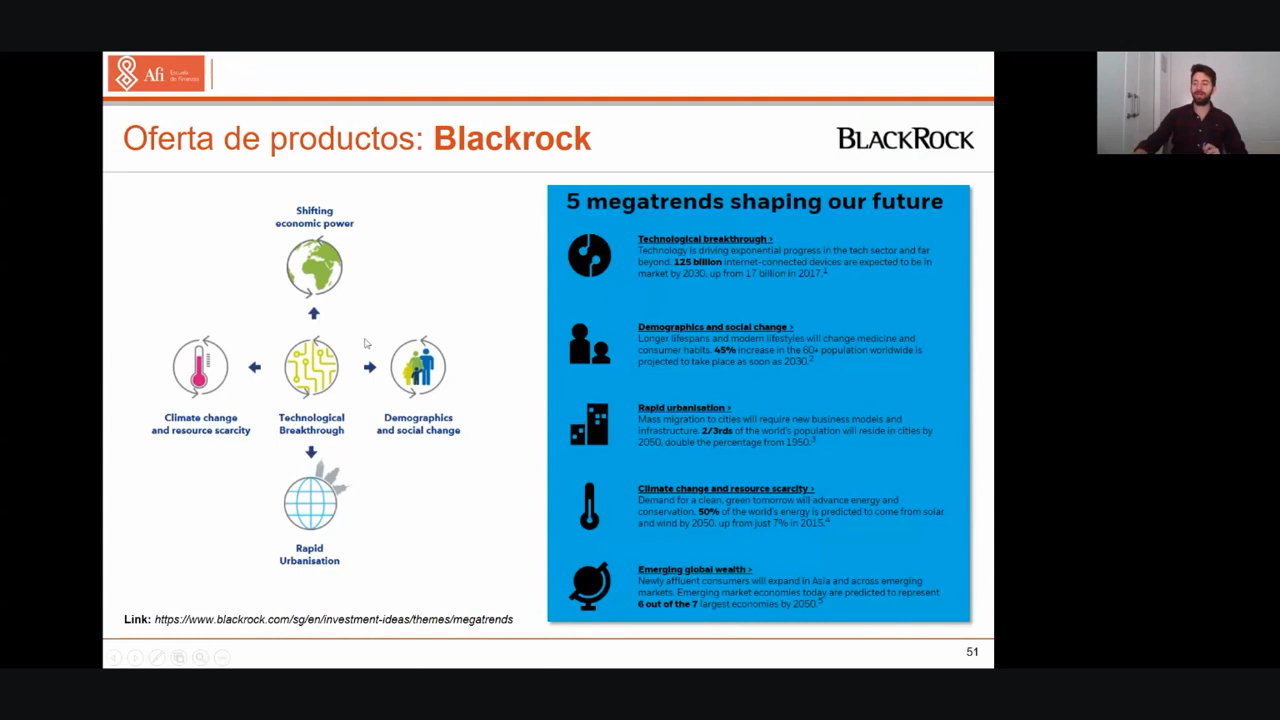 Afi Escuela de Finanzas
Oferta de productos: Blackrock
BLACKROCK
Shifting
economic power
Climate change
and resource scarcity
Technological
Breakthrough
Demographics
and social change
Rapid
Urbanisation
Link: https://www.blackrock.com/sg/en/investment-ideas/themes/megatrends
5 megatrends shaping our future
Technological breakthrough >
Technology is driving exponential progress in the tech sector and far
beyond. 125 billion internet-connected devices are expected to be in
market by 2030, up from 17 billion in 2017.1
Demographics and social change >
Longer lifespans and modern lifestyles will change medicine and
consumer habits. 45% increase in the 60+ population worldwide is
projected to take place as soon as 2030.2
Rapid urbanisation >
Mass migration to cities will require new business models and
infrastructure. 2/3rds of the world's population will reside in cities by
2050, double the percentage from 1950.3
Climate change and resource scarcity >
Demand for a clean, green tomorrow will advance energy and
conservation. 50% of the world's energy is predicted to come from solar
and wind by 2050, up from just 7% in 2015.4
Emerging global wealth >
Newly affluent consumers will expand in Asia and across emerging
markets. Emerging market economies today are predicted to represent
6 out of the 7 largest economies by 2050.5
51